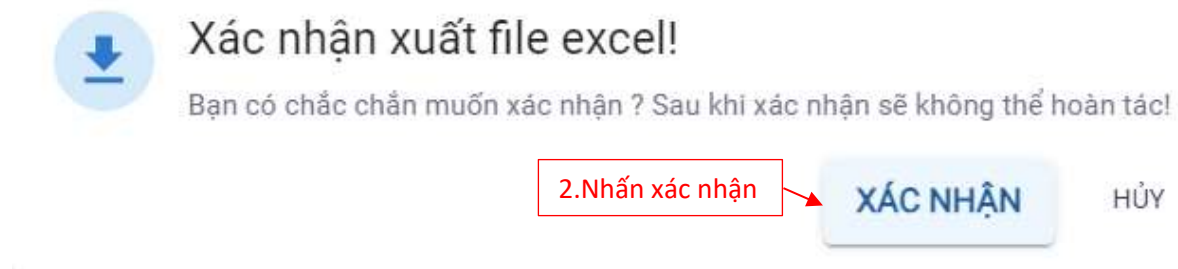 Xác nhận xuất file excel!
Bạn có chắc chắn muốn xác nhận ? Sau khi xác nhận sẽ không thể hoàn tác!
2.Nhấn xác nhận
XÁC NHẬN
HỦY